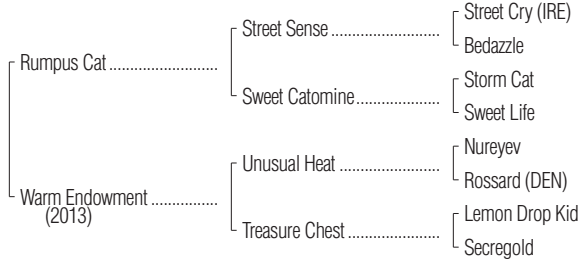 Street Cry (IRE)
Street Sense
Bedazzle
Rumpus Cat
Storm Cat
Sweet Catomine
Sweet Life
Nureyev
Unusual Heat
Rossard (DEN)
Warm Endowment
(2013)
Lemon Drop Kid
Treasure Chest
Secregold